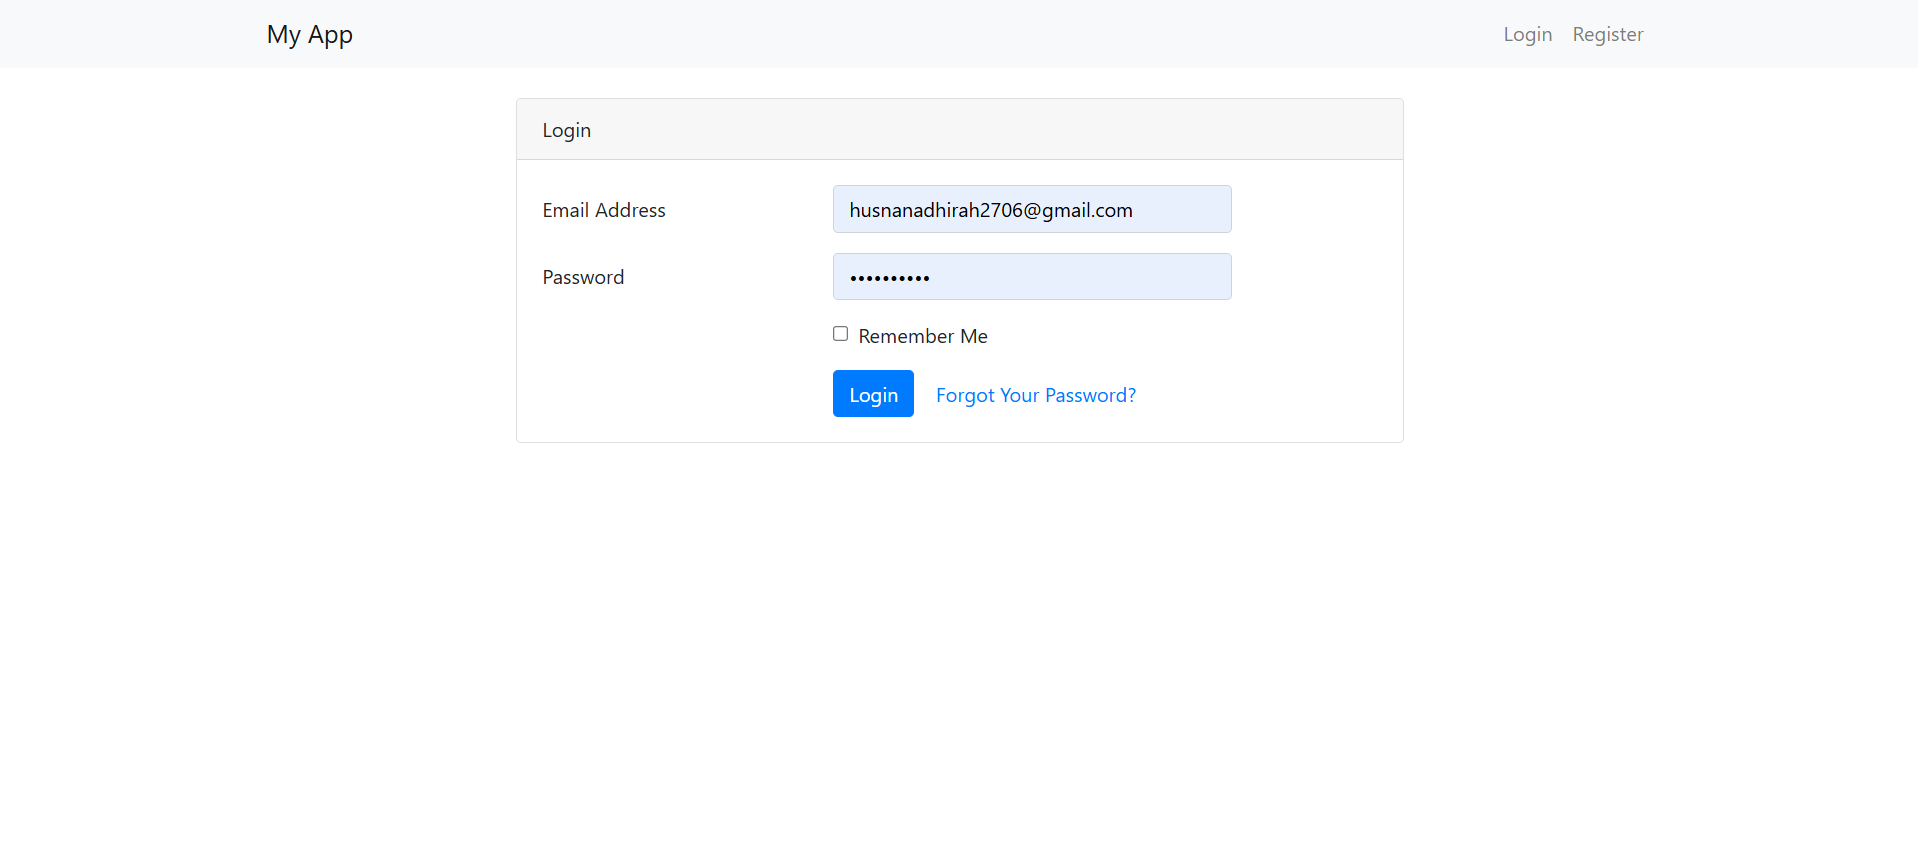 My App Login Register
Login
Email Address husnanadhirah2706@gmail.com
Password ••••••••••
Remember Me
Login Forgot Your Password?